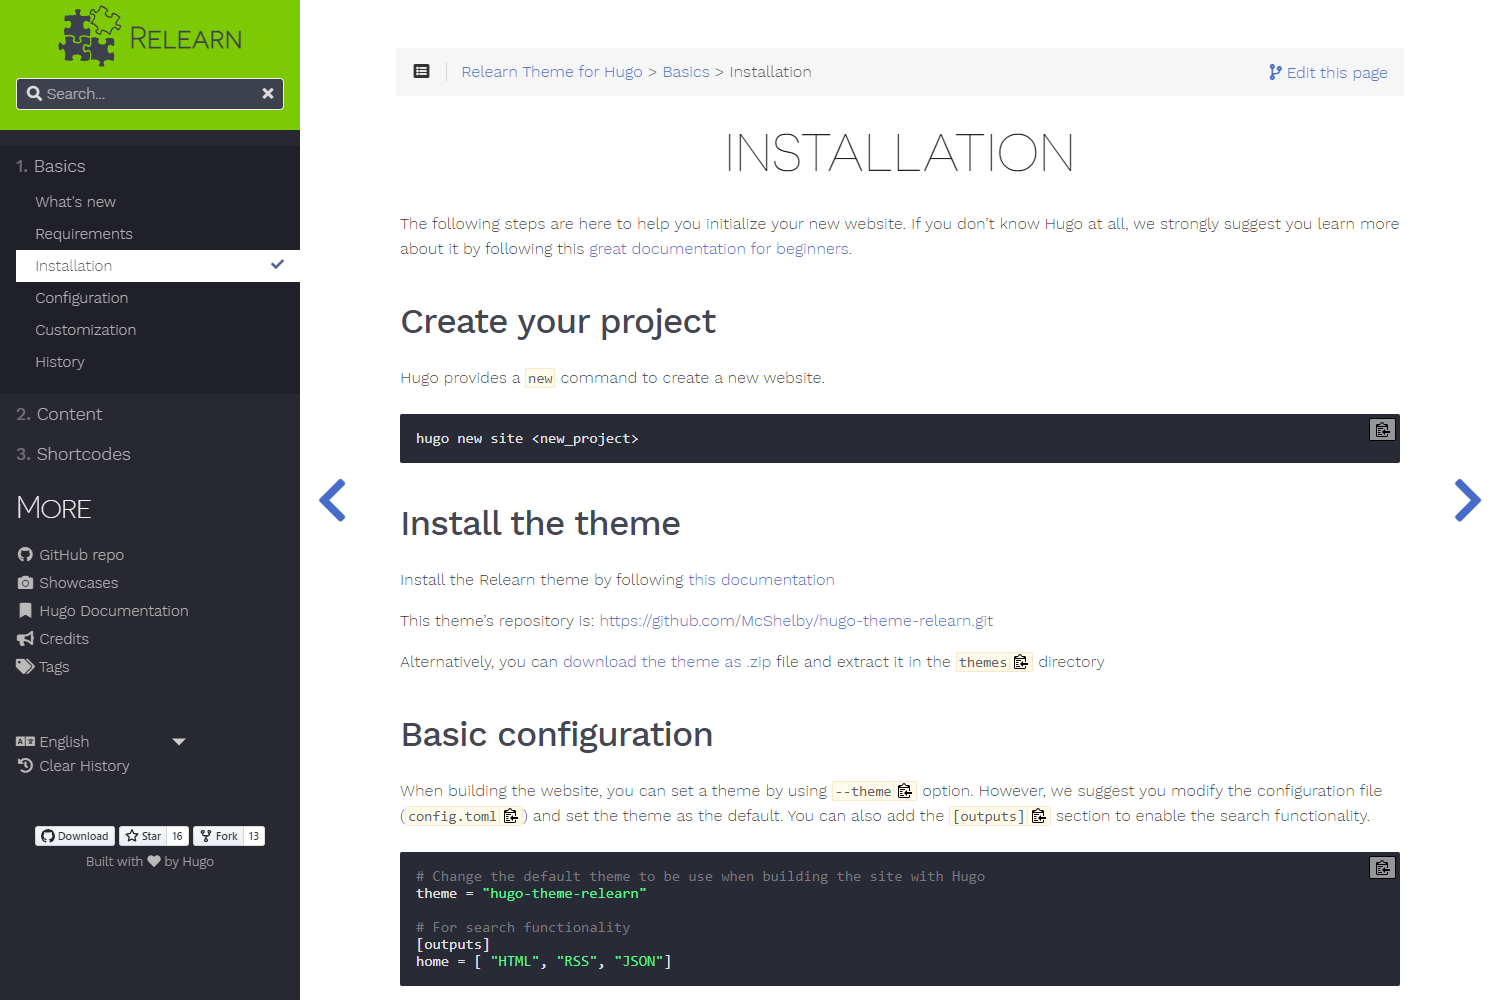 Relearn
Search...
1. Basics
What's new
Requirements
Installation
Configuration
Customization
History
2. Content
3. Shortcodes
More
GitHub repo
Showcases
Hugo Documentation
Credits
Tags
English
Clear History
Download Star 16 Fork 13
Built with by Hugo
Relearn Theme for Hugo > Basics > Installation
Edit this page
INSTALLATION
The following steps are here to help you initialize your new website. If you don’t know Hugo at all, we strongly suggest you learn more
about it by following this great documentation for beginners.
Create your project
Hugo provides a new command to create a new website.
hugo new site <new_project>
Install the theme
Install the Relearn theme by following this documentation
This theme’s repository is: https://github.com/McShelby/hugo-theme-relearn.git
Alternatively, you can download the theme as .zip file and extract it in the themes directory
Basic configuration
When building the website, you can set a theme by using --theme option. However, we suggest you modify the configuration file
(config.toml) and set the theme as the default. You can also add the [outputs] section to enable the search functionality.
# Change the default theme to be use when building the site with Hugo
theme = "hugo-theme-relearn"
# For search functionality
[outputs]
home = [ "HTML", "RSS", "JSON"]